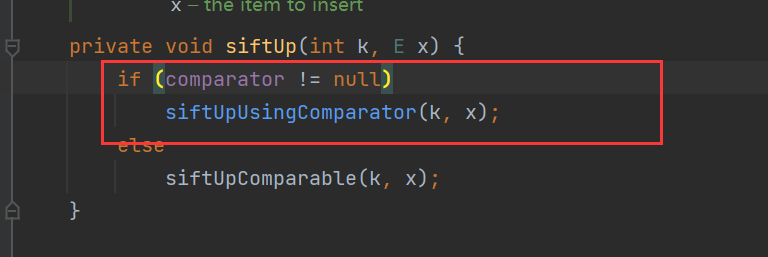 x – the item to insert
private void siftUp(int k, E x) {
if (comparator != null)
siftUpUsingComparator(k, x);
else
siftUpComparable(k, x);
}